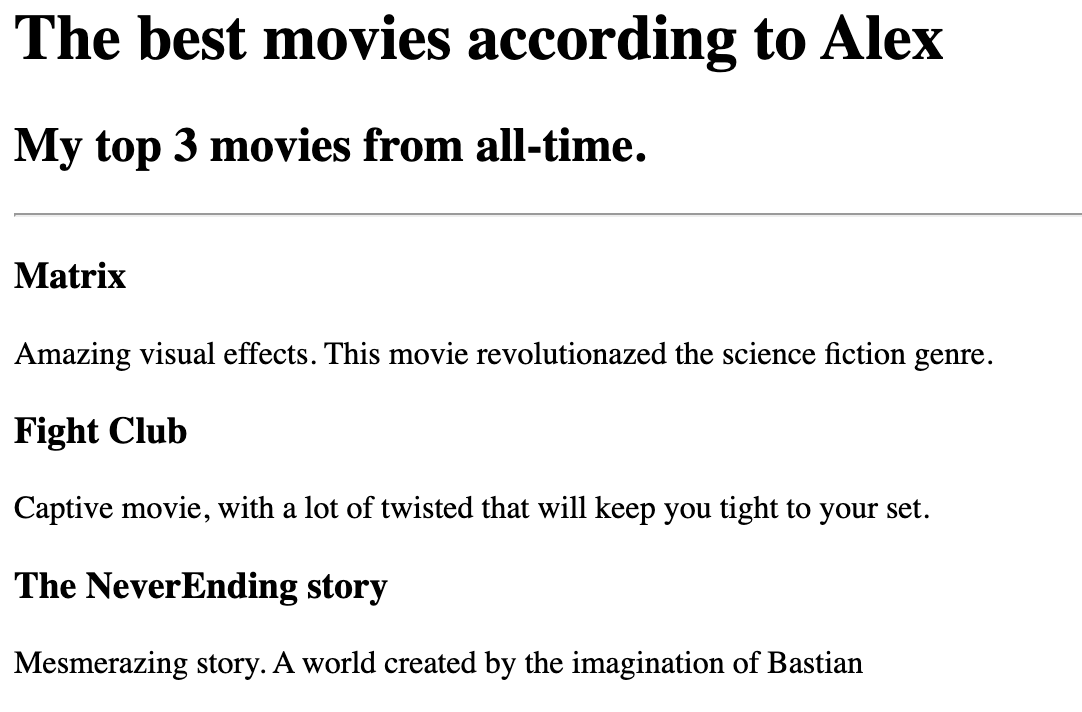 The best movies according to Alex
My top 3 movies from all-time.
Matrix
Amazing visual effects. This movie revolutionazed the science fiction genre.
Fight Club
Captive movie, with a lot of twisted that will keep you tight to your set.
The NeverEnding story
Mesmerazing story. A world created by the imagination of Bastian